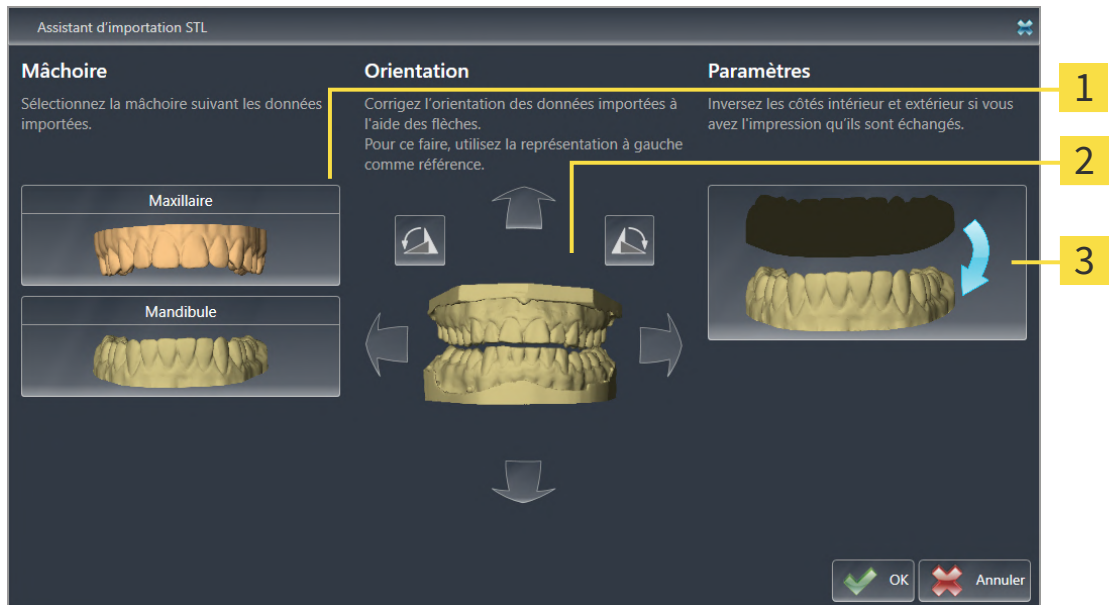 Assistant d'importation STL
Mâchoire
Sélectionnez la mâchoire suivant les données
importées.
Maxillaire
Mandibule
Orientation
Corrigez l'orientation des données importées à
l'aide des flèches.
Pour ce faire, utilisez la représentation à gauche
comme référence.
Paramètres
Inversez les côtés intérieur et extérieur si vous
avez l'impression qu'ils sont échangés.
1
2
3
OK
Annuler